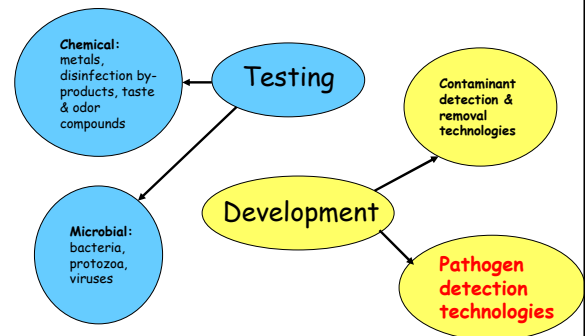 Chemical:
metals,
disinfection by-
products, taste
& odor
compounds
Testing
Contaminant
detection &
removal
technologies
Microbial:
bacteria,
protozoa,
viruses
Development
Pathogen
detection
technologies